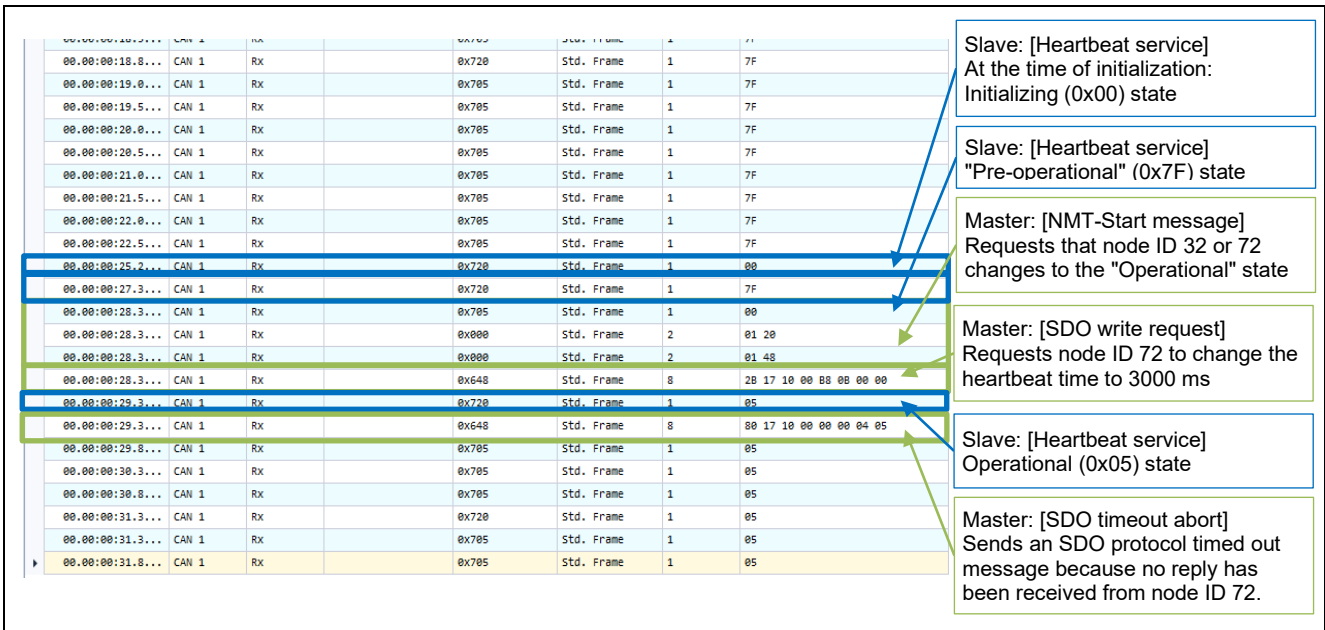 00.00:00:18.8... CAN 1 Rx 0x720 Std. Frame 1 7F
00.00:00:19.0... CAN 1 Rx 0x705 Std. Frame 1 7F
00.00:00:19.5... CAN 1 Rx 0x705 Std. Frame 1 7F
00.00:00:20.0... CAN 1 Rx 0x705 Std. Frame 1 7F
00.00:00:20.5... CAN 1 Rx 0x705 Std. Frame 1 7F
00.00:00:21.0... CAN 1 Rx 0x705 Std. Frame 1 7F
00.00:00:21.5... CAN 1 Rx 0x705 Std. Frame 1 7F
00.00:00:22.0... CAN 1 Rx 0x705 Std. Frame 1 7F
00.00:00:22.5... CAN 1 Rx 0x705 Std. Frame 1 7F
00.00:00:25.2... CAN 1 Rx 0x720 Std. Frame 1 00
00.00:00:27.3... CAN 1 Rx 0x720 Std. Frame 1 7F
00.00:00:28.3... CAN 1 Rx 0x705 Std. Frame 1 00
00.00:00:28.3... CAN 1 Rx 0x000 Std. Frame 2 01 20
00.00:00:28.3... CAN 1 Rx 0x000 Std. Frame 2 01 48
00.00:00:28.3... CAN 1 Rx 0x648 Std. Frame 8 2B 17 10 00 B8 0B 00 00
00.00:00:29.3... CAN 1 Rx 0x720 Std. Frame 1 05
00.00:00:29.3... CAN 1 Rx 0x648 Std. Frame 8 80 17 10 00 00 00 04 05
00.00:00:29.8... CAN 1 Rx 0x705 Std. Frame 1 05
00.00:00:30.3... CAN 1 Rx 0x705 Std. Frame 1 05
00.00:00:30.8... CAN 1 Rx 0x705 Std. Frame 1 05
00.00:00:31.3... CAN 1 Rx 0x720 Std. Frame 1 05
00.00:00:31.3... CAN 1 Rx 0x705 Std. Frame 1 05
00.00:00:31.8... CAN 1 Rx 0x705 Std. Frame 1 05
Slave: [Heartbeat service]
At the time of initialization:
Initializing (0x00) state
Slave: [Heartbeat service]
"Pre-operational" (0x7F) state
Master: [NMT-Start message]
Requests that node ID 32 or 72
changes to the "Operational" state
Master: [SDO write request]
Requests node ID 72 to change the
heartbeat time to 3000 ms
Slave: [Heartbeat service]
Operational (0x05) state
Master: [SDO timeout abort]
Sends an SDO protocol timed out
message because no reply has
been received from node ID 72.